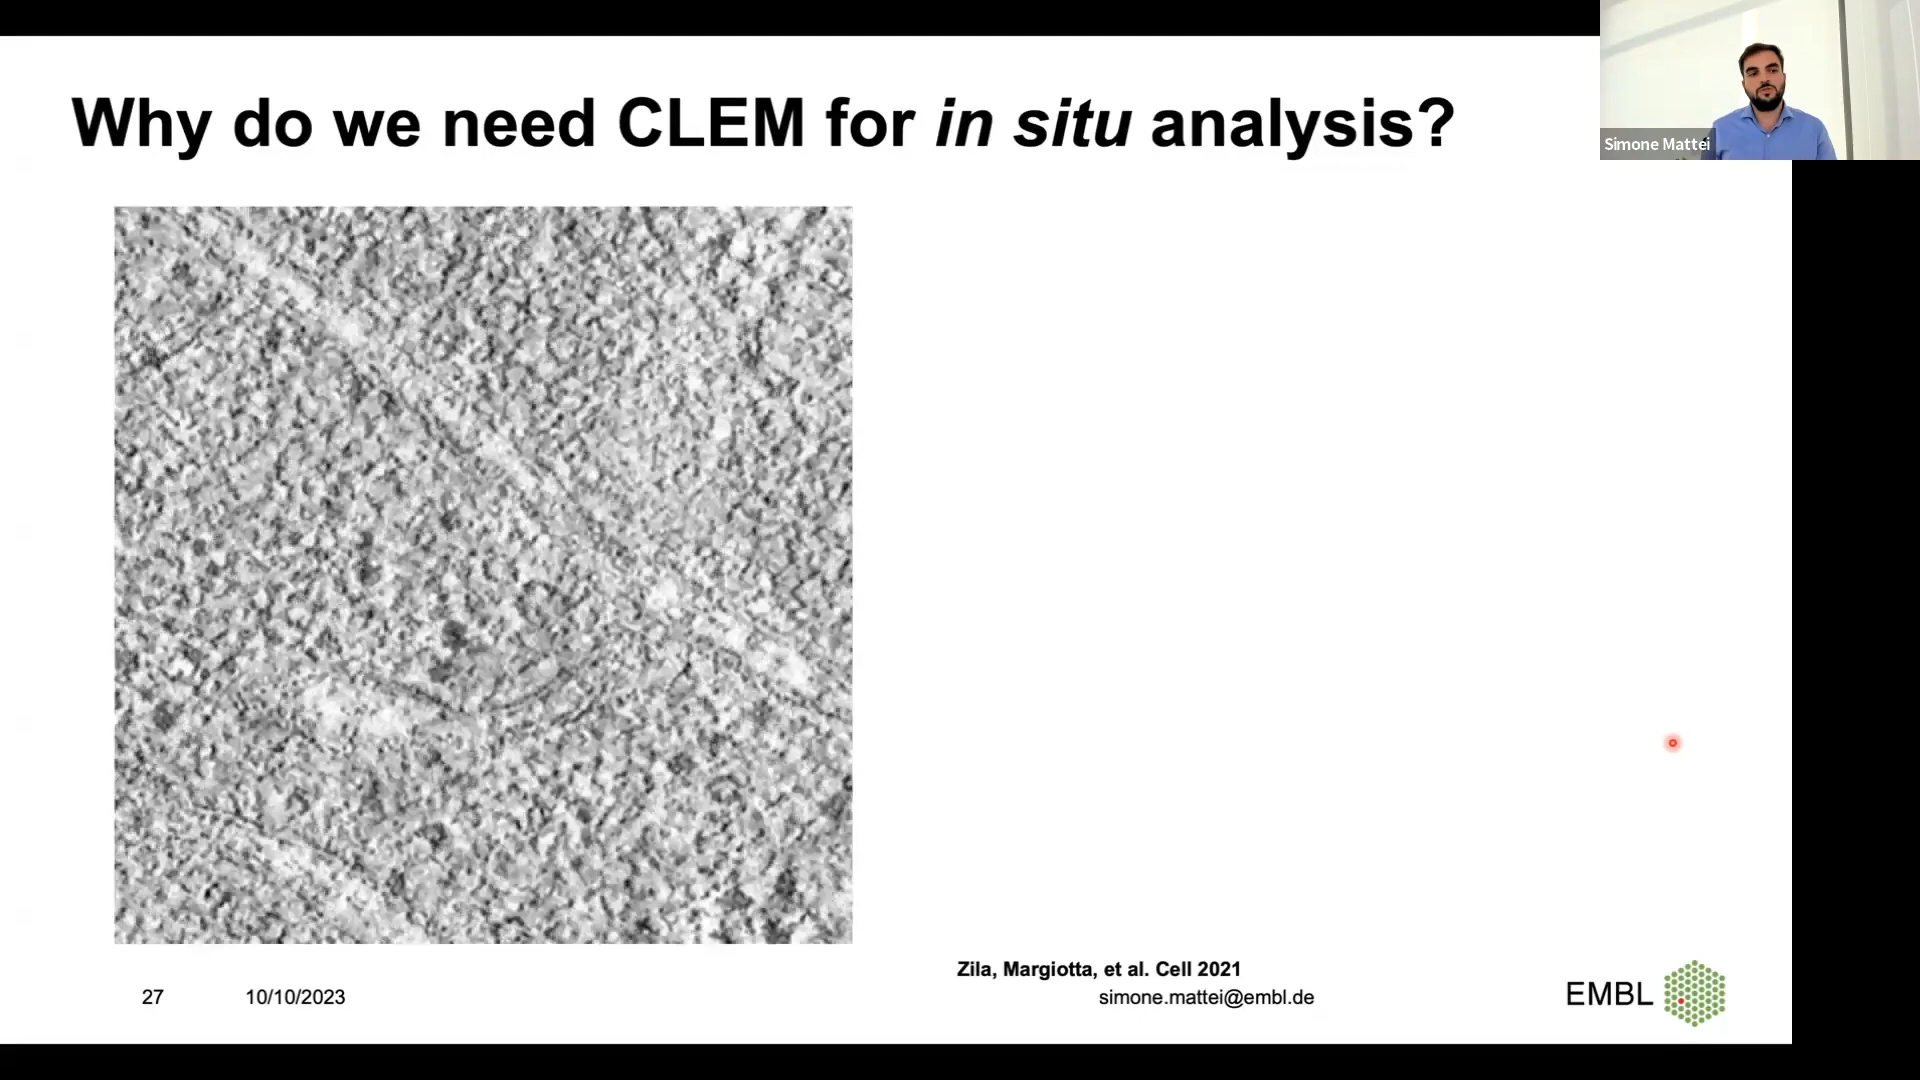 Why do we need CLEM for in situ analysis?
Simone Mattei
Zila, Margiotta, et al. Cell 2021
27 10/10/2023 simone.mattei@embl.de EMBL